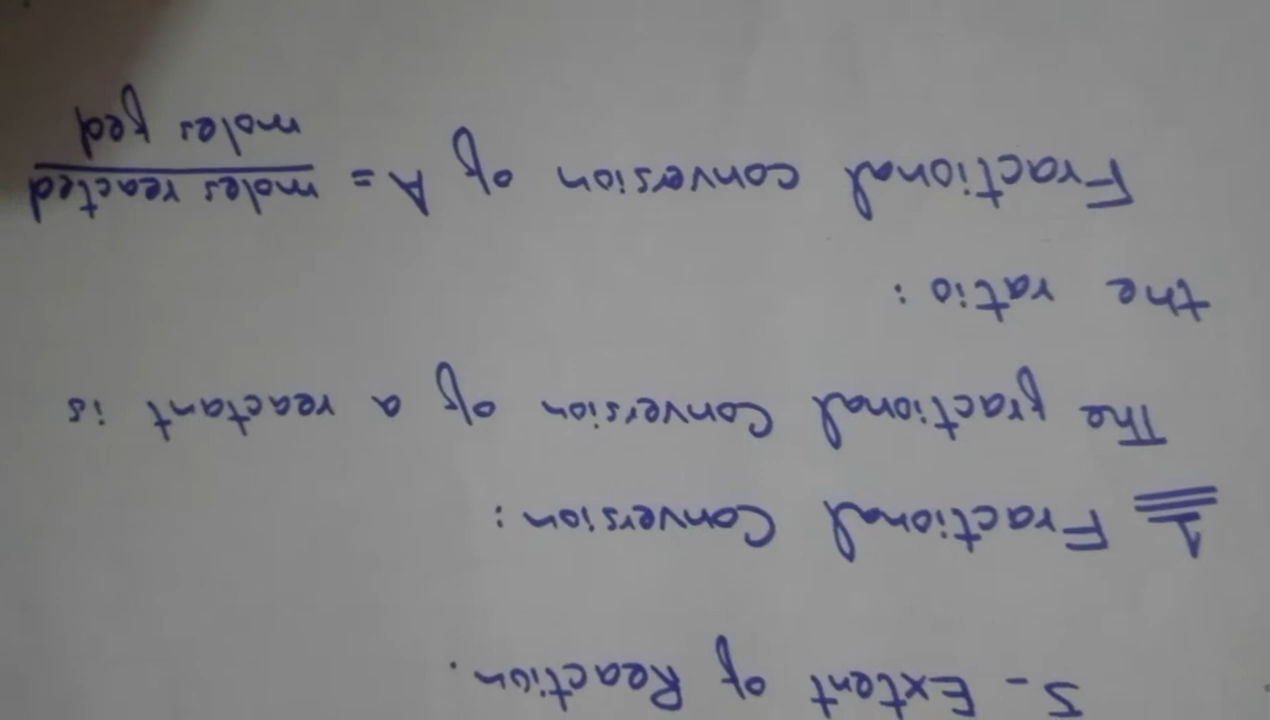 5- Extent of Reaction.
1 Fractional Conversion:
The fractional Conversion of a reactant is
the ratio:
Fractional conversion of A = moles reacted
moles fed